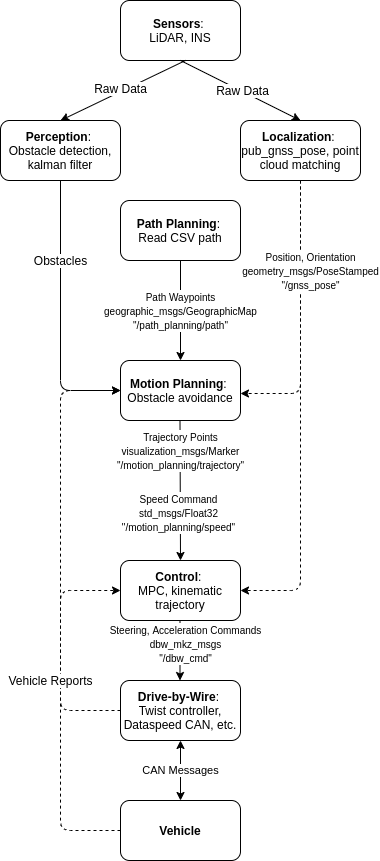 Sensors:
LiDAR, INS
Raw Data
Raw Data
Perception:
Obstacle detection,
kalman filter
Localization:
pub_gnss_pose, point
cloud matching
Path Planning:
Read CSV path
Obstacles
Position, Orientation
geometry_msgs/PoseStamped
"/gnss_pose"
Path Waypoints
geographic_msgs/GeographicMap
"/path_planning/path"
Motion Planning:
Obstacle avoidance
Trajectory Points
visualization_msgs/Marker
"/motion_planning/trajectory"
Speed Command
std_msgs/Float32
"/motion_planning/speed"
Control:
MPC, kinematic
trajectory
Steering, Acceleration Commands
dbw_mkz_msgs
"/dbw_cmd"
Vehicle Reports
Drive-by-Wire:
Twist controller,
Dataspeed CAN, etc.
CAN Messages
Vehicle